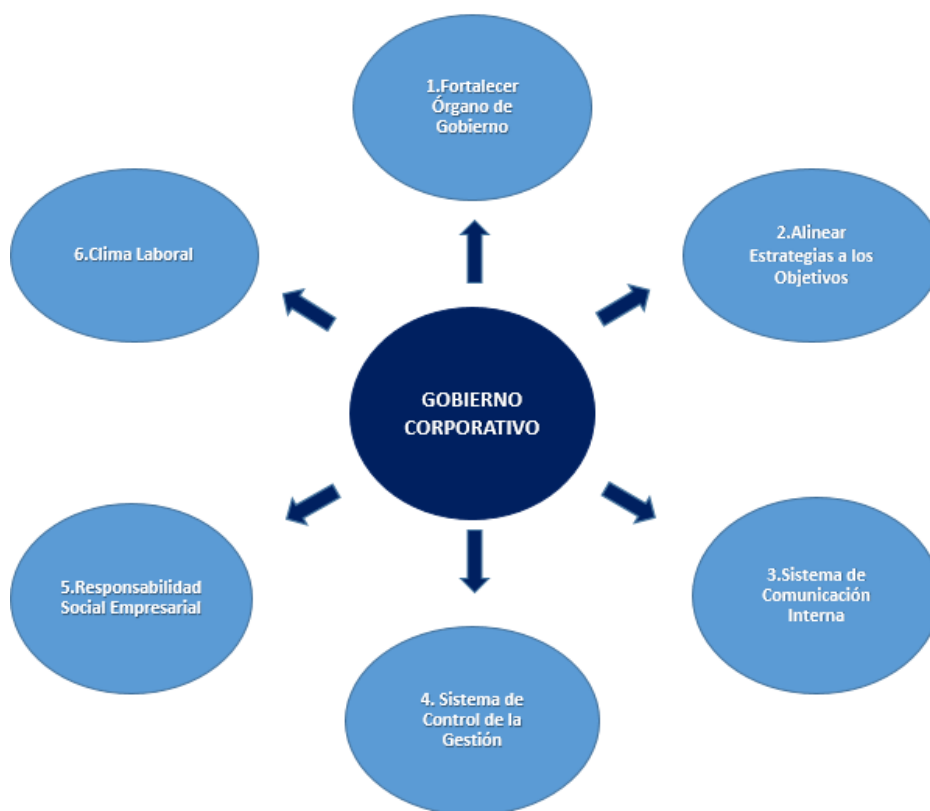 1.Fortalecer
Órgano de
Gobierno
2.Alinear
Estrategias a los
Objetivos
3.Sistema de
Comunicación
Interna
4. Sistema de
Control de la
Gestión
5.Responsabilidad
Social Empresarial
6.Clima Laboral
GOBIERNO
CORPORATIVO